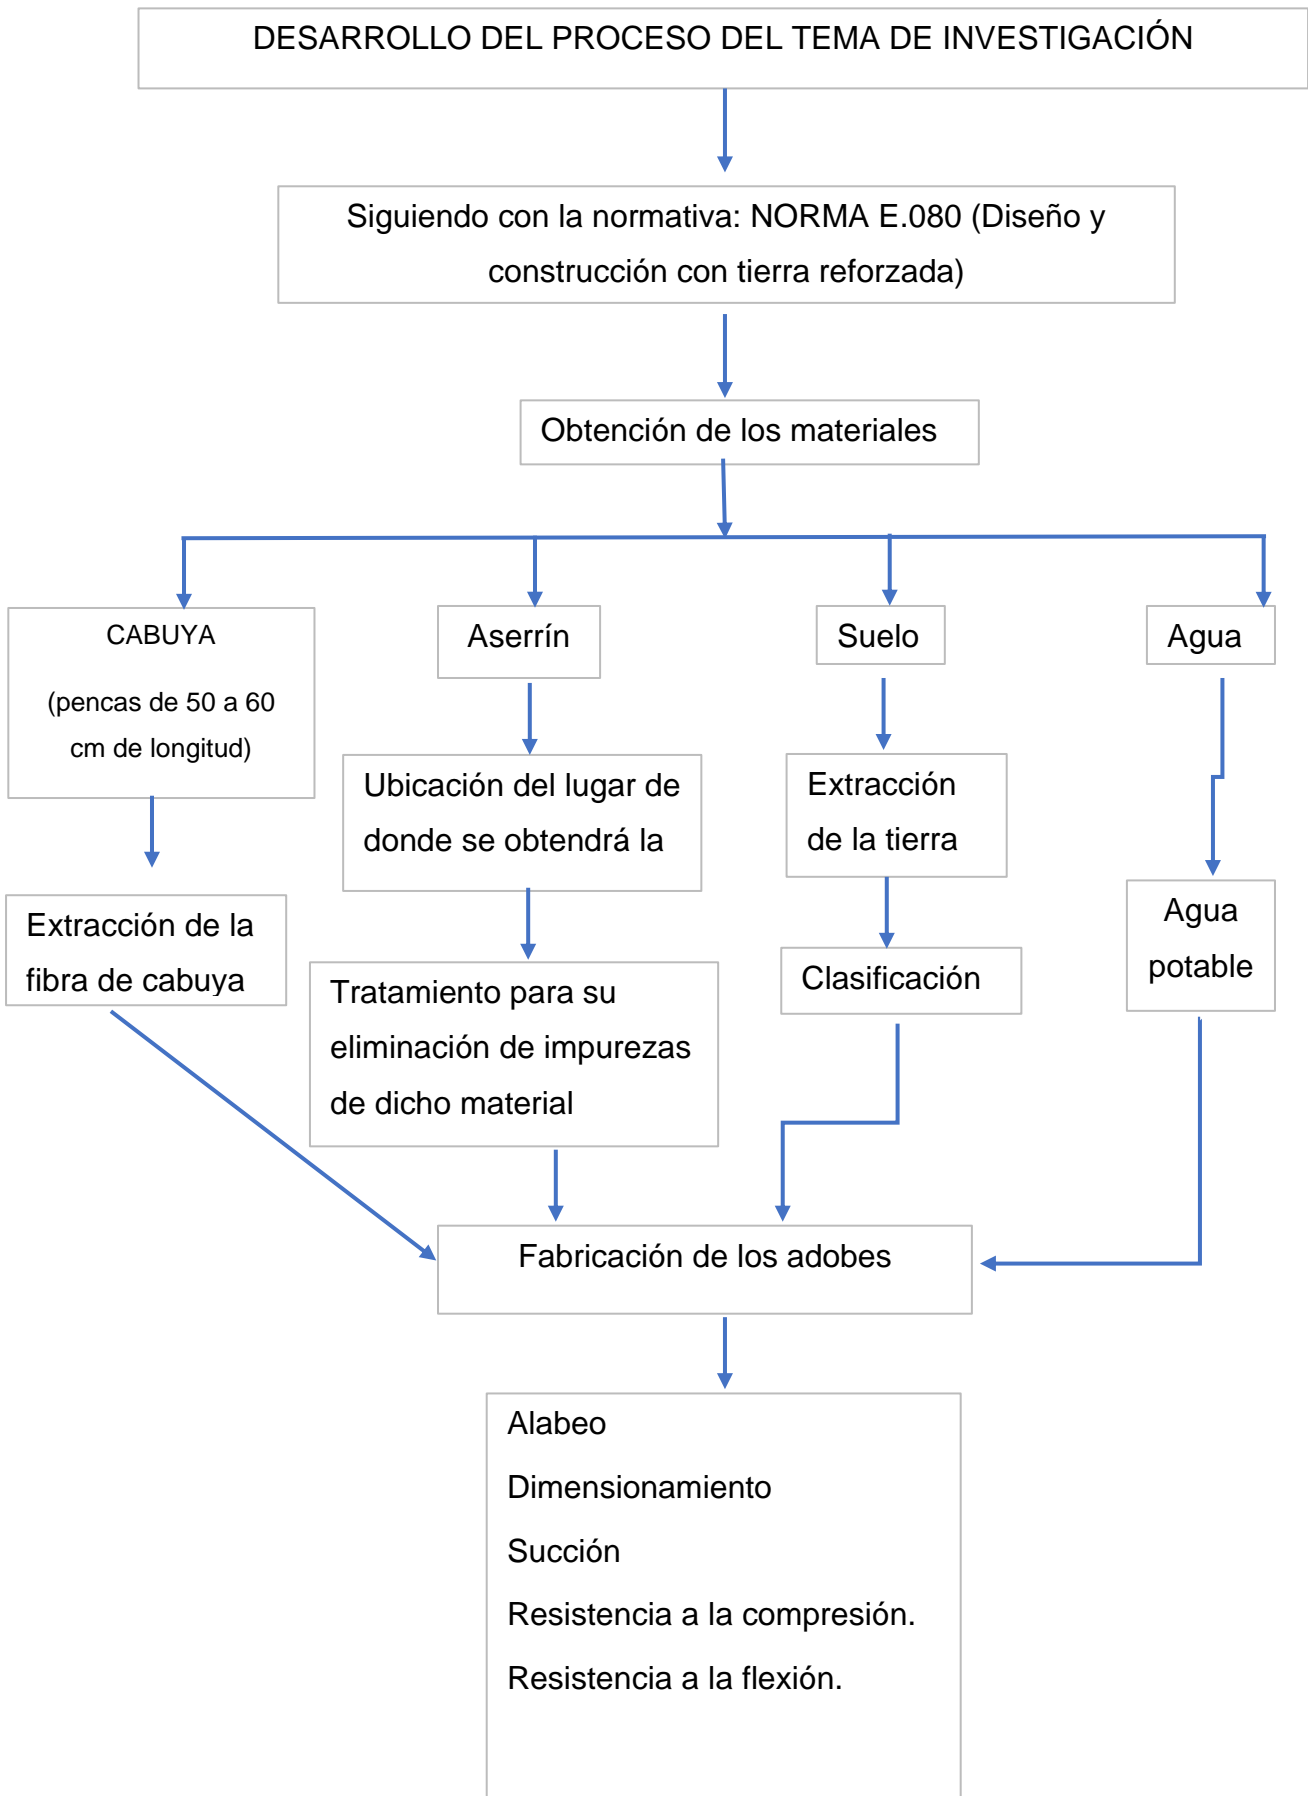 DESARROLLO DEL PROCESO DEL TEMA DE INVESTIGACIÓN
Siguiendo con la normativa: NORMA E.080 (Diseño y
construcción con tierra reforzada)
Obtención de los materiales
CABUYA
(pencas de 50 a 60
cm de longitud)
Aserrín
Suelo
Agua
Ubicación del lugar de
donde se obtendrá la
Extracción
de la tierra
Extracción de la
fibra de cabuya
Agua
potable
Tratamiento para su
eliminación de impurezas
de dicho material
Clasificación
Fabricación de los adobes
Alabeo
Dimensionamiento
Succión
Resistencia a la compresión.
Resistencia a la flexión.